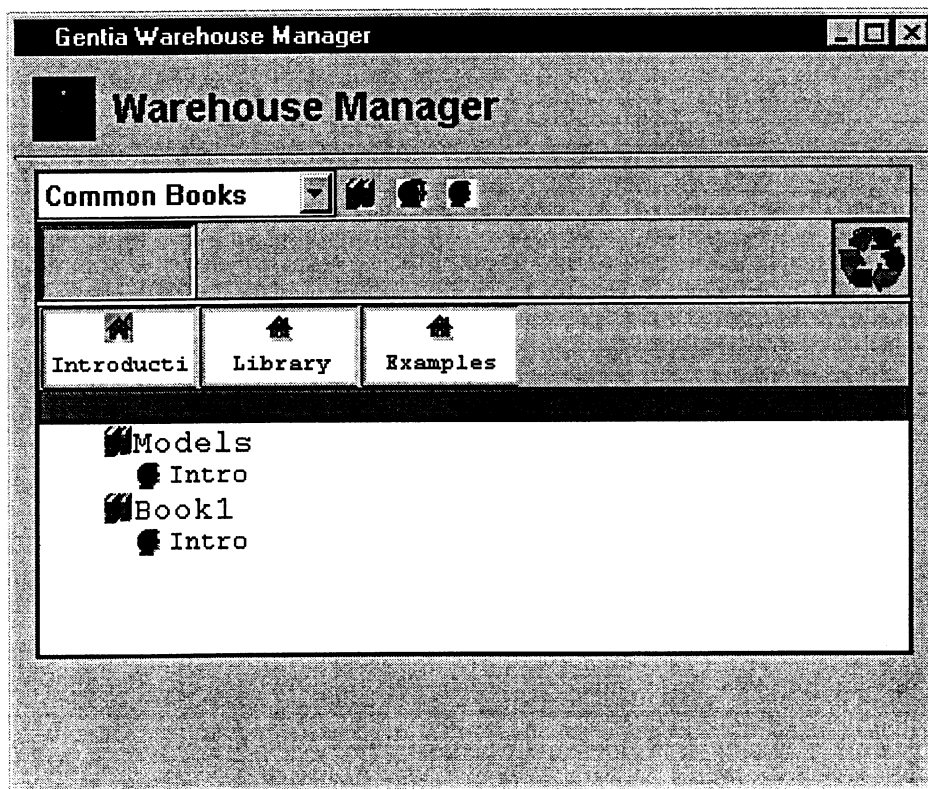 Gentia Warehouse Manager
Warehouse Manager
Common Books
Introducti Library Examples
Models
Intro
Book1
Intro